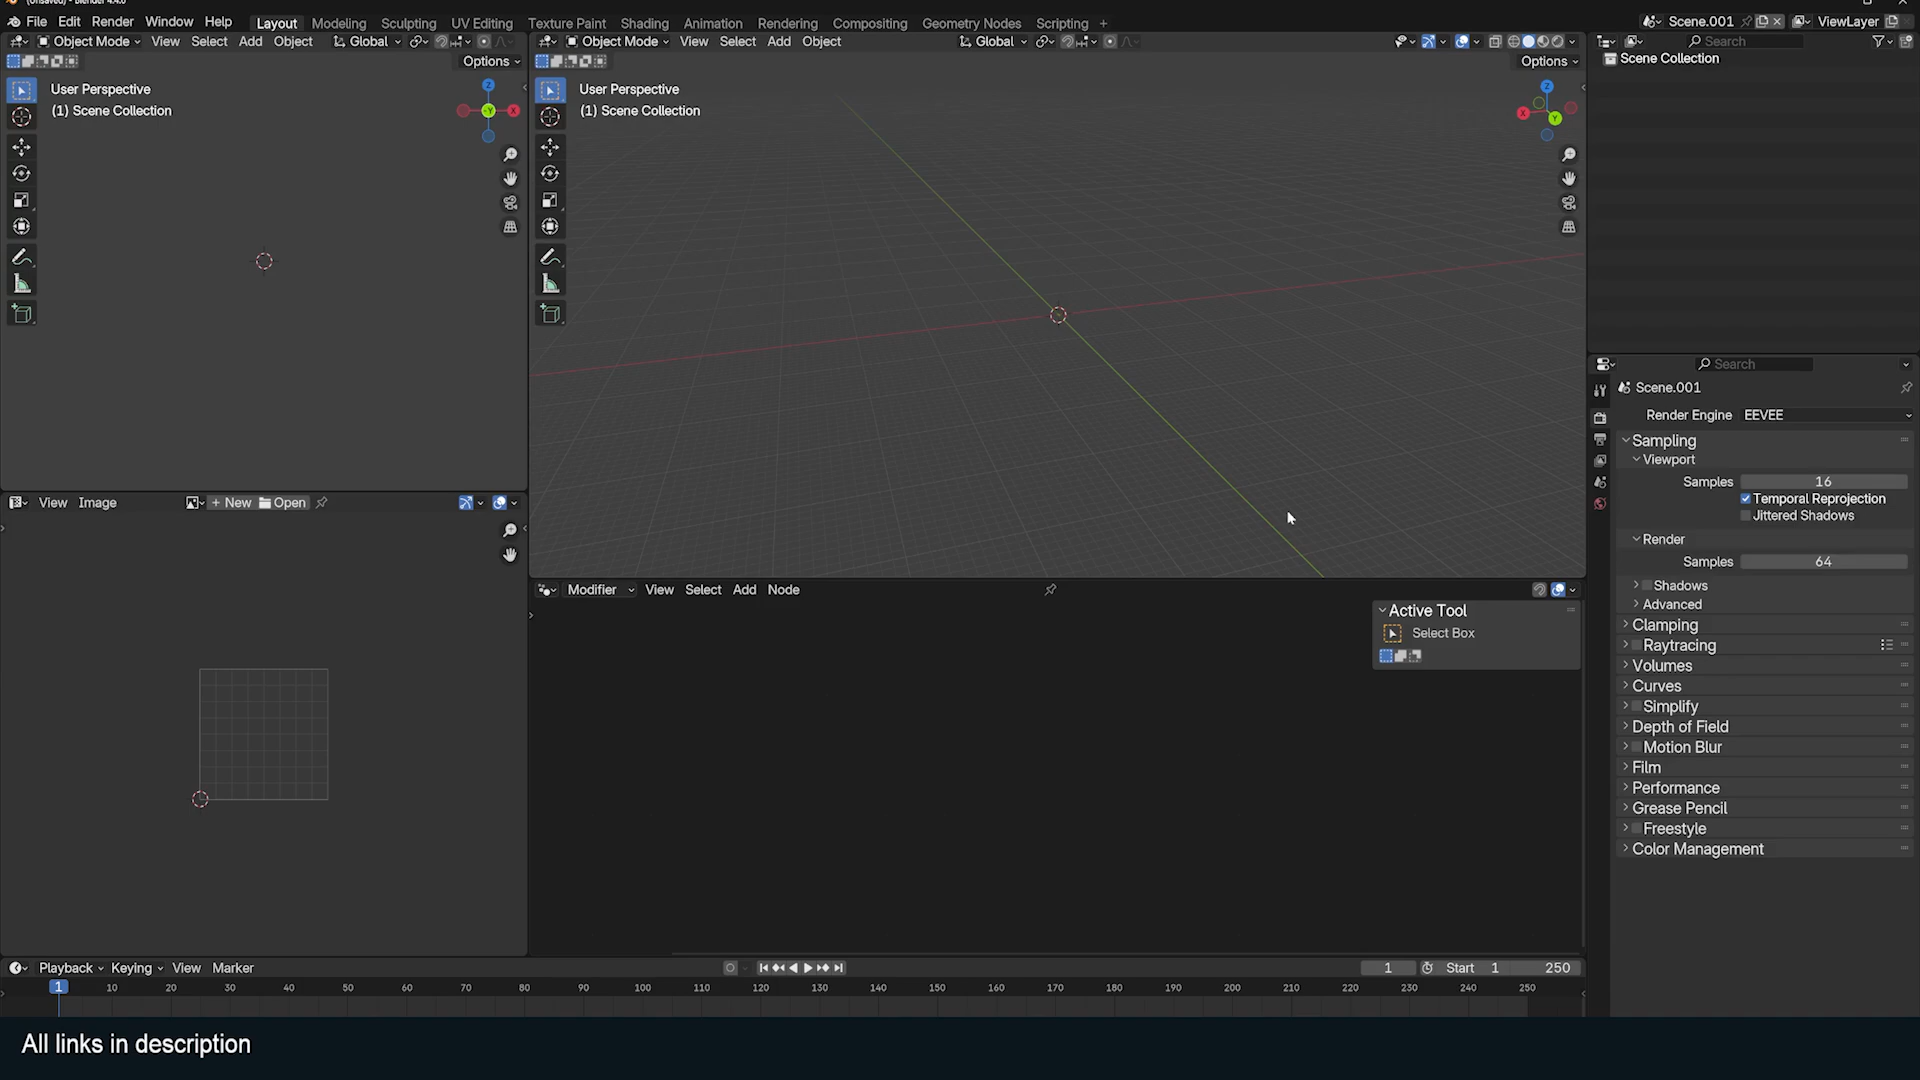 (Unsaved) - Blender 4.4.0
File Edit Render Window Help Layout Modeling Sculpting UV Editing Texture Paint Shading Animation Rendering Compositing Geometry Nodes Scripting + Scene.001 ViewLayer
Object Mode View Select Add Object Global
Options
User Perspective
(1) Scene Collection
Z
Y
X
Object Mode View Select Add Object Global
Options
User Perspective
(1) Scene Collection
Z
X
Y
Search
Scene Collection
View Image + New Open
Modifier View Select Add Node
Active Tool
Select Box
Search
Scene.001
Render Engine EEVEE
Sampling
Viewport
Samples 16
Temporal Reprojection
Jittered Shadows
Render
Samples 64
Shadows
Advanced
Clamping
Raytracing
Volumes
Curves
Simplify
Depth of Field
Motion Blur
Film
Performance
Grease Pencil
Freestyle
Color Management
Playback Keying View Marker 1 Start 1 250
1 10 20 30 40 50 60 70 80 90 100 110 120 130 140 150 160 170 180 190 200 210 220 230 240 250
All links in description